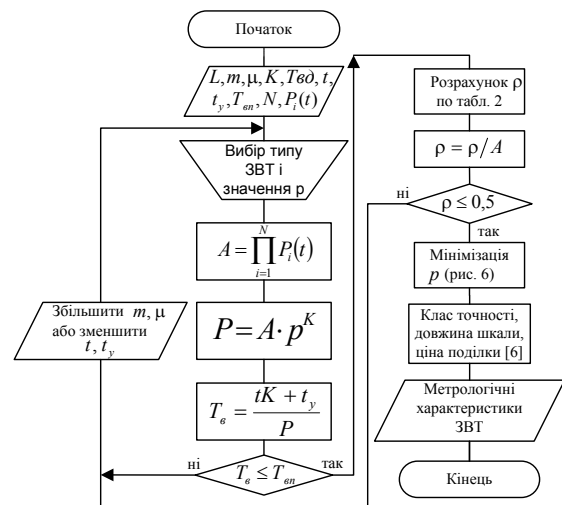 Початок
L, m, μ, K, Tвд, t,
t_y, T_вп, N, P_i(t)
Вибір типу
ЗВТ і
значення р
A = ∏_{i=1}^{N} P_i(t)
P = A · p^K
T_в = (tK + t_y) / P
ні
T_в ≤ T_вп
так
Збільшити m, μ
або зменшити
t, t_y
Розрахунок ρ
по табл. 2
ρ = ρ/A
ні
ρ ≤ 0,5
так
Мінімізація
p (рис. 6)
Клас точності,
довжина шкали,
ціна поділки [6]
Метрологічні
характеристики
ЗВТ
Кінець